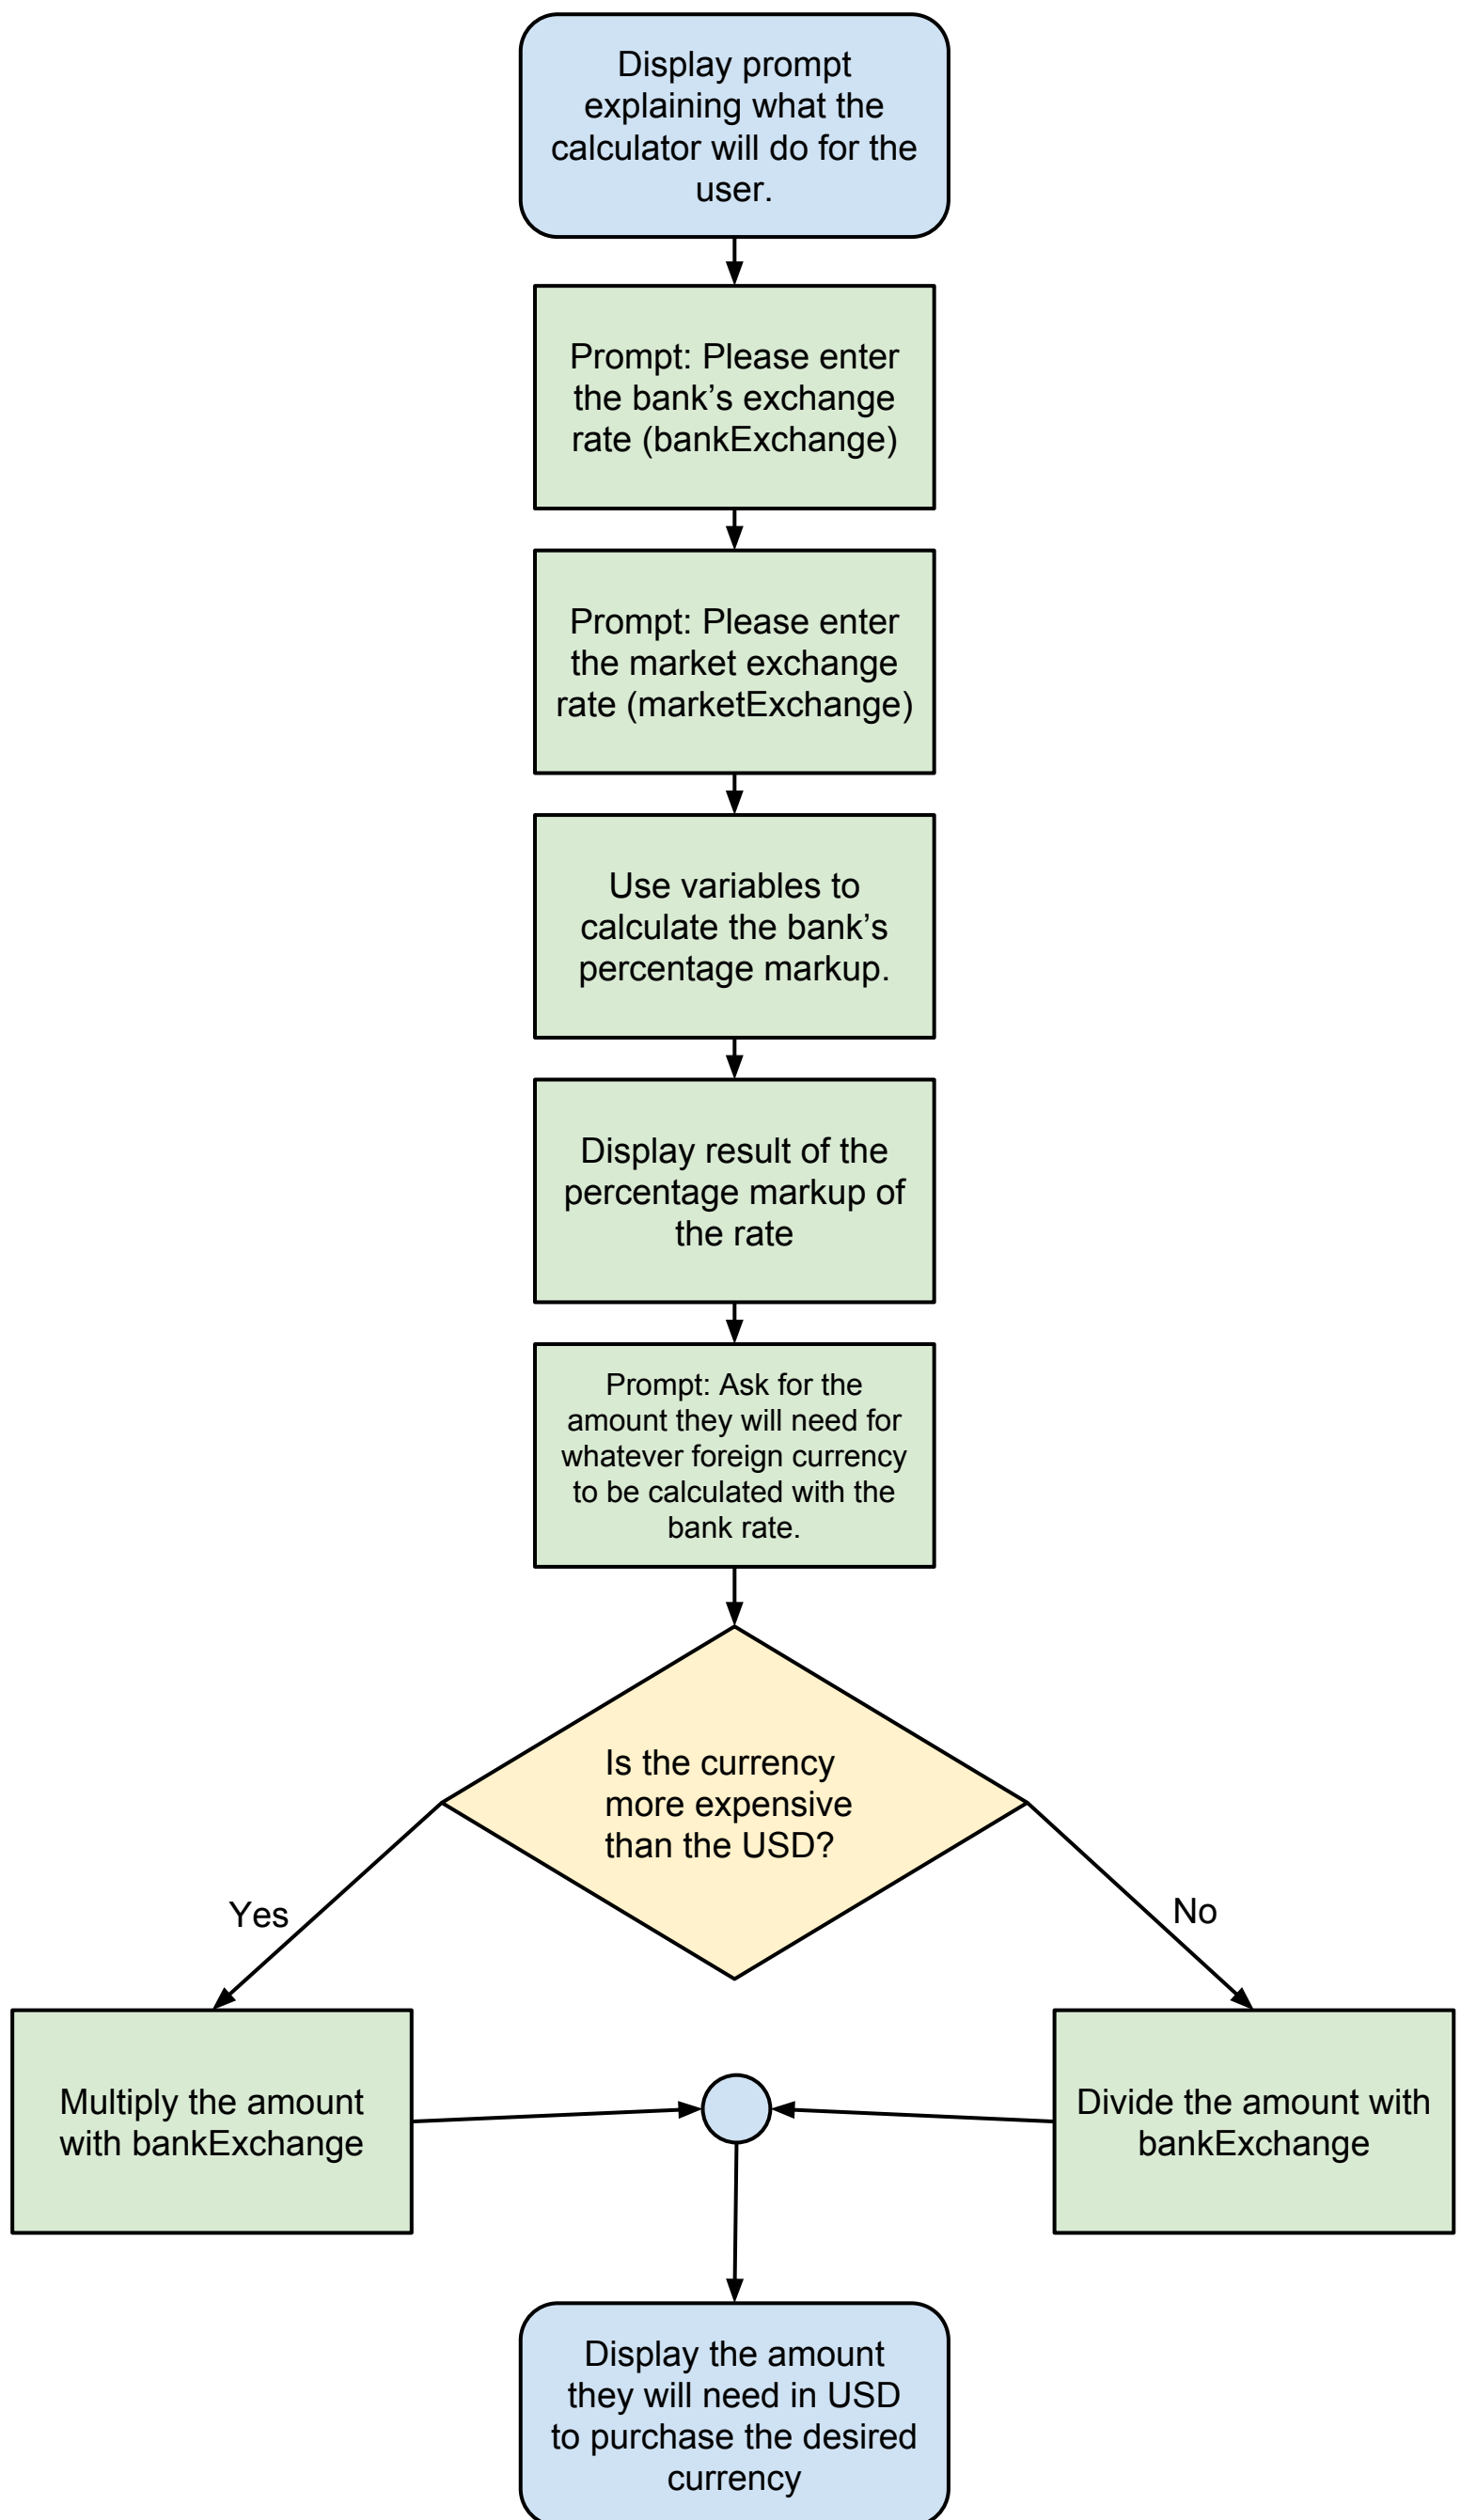 Display prompt
explaining what the
calculator will do for the
user.
Prompt: Please enter
the bank’s exchange
rate (bankExchange)
Prompt: Please enter
the market exchange
rate (marketExchange)
Use variables to
calculate the bank’s
percentage markup.
Display result of the
percentage markup of
the rate
Prompt: Ask for the
amount they will need for
whatever foreign currency
to be calculated with the
bank rate.
Is the currency
more expensive
than the USD?
Yes
No
Multiply the amount
with bankExchange
Divide the amount with
bankExchange
Display the amount
they will need in USD
to purchase the desired
currency